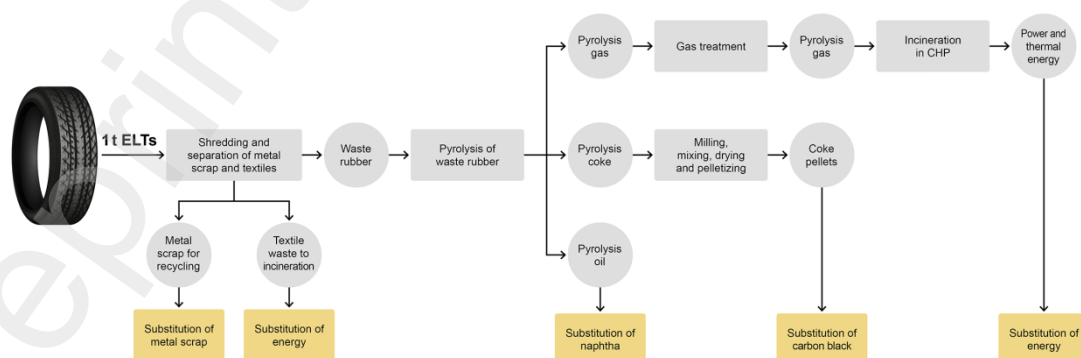 Pyrolysis
gas
Gas treatment
Pyrolysis
gas
Incineration
in CHP
Power and
thermal
energy
1t ELTs
Shredding and
separation of metal
scrap and textiles
Waste
rubber
Pyrolysis of
waste rubber
Pyrolysis
coke
Milling,
mixing, drying
and pelletizing
Coke
pellets
Metal
scrap for
recycling
Textile
waste to
incineration
Pyrolysis
oil
Substitution of
metal scrap
Substitution of
energy
Substitution of
naphtha
Substitution of
carbon black
Substitution of
energy
eprint